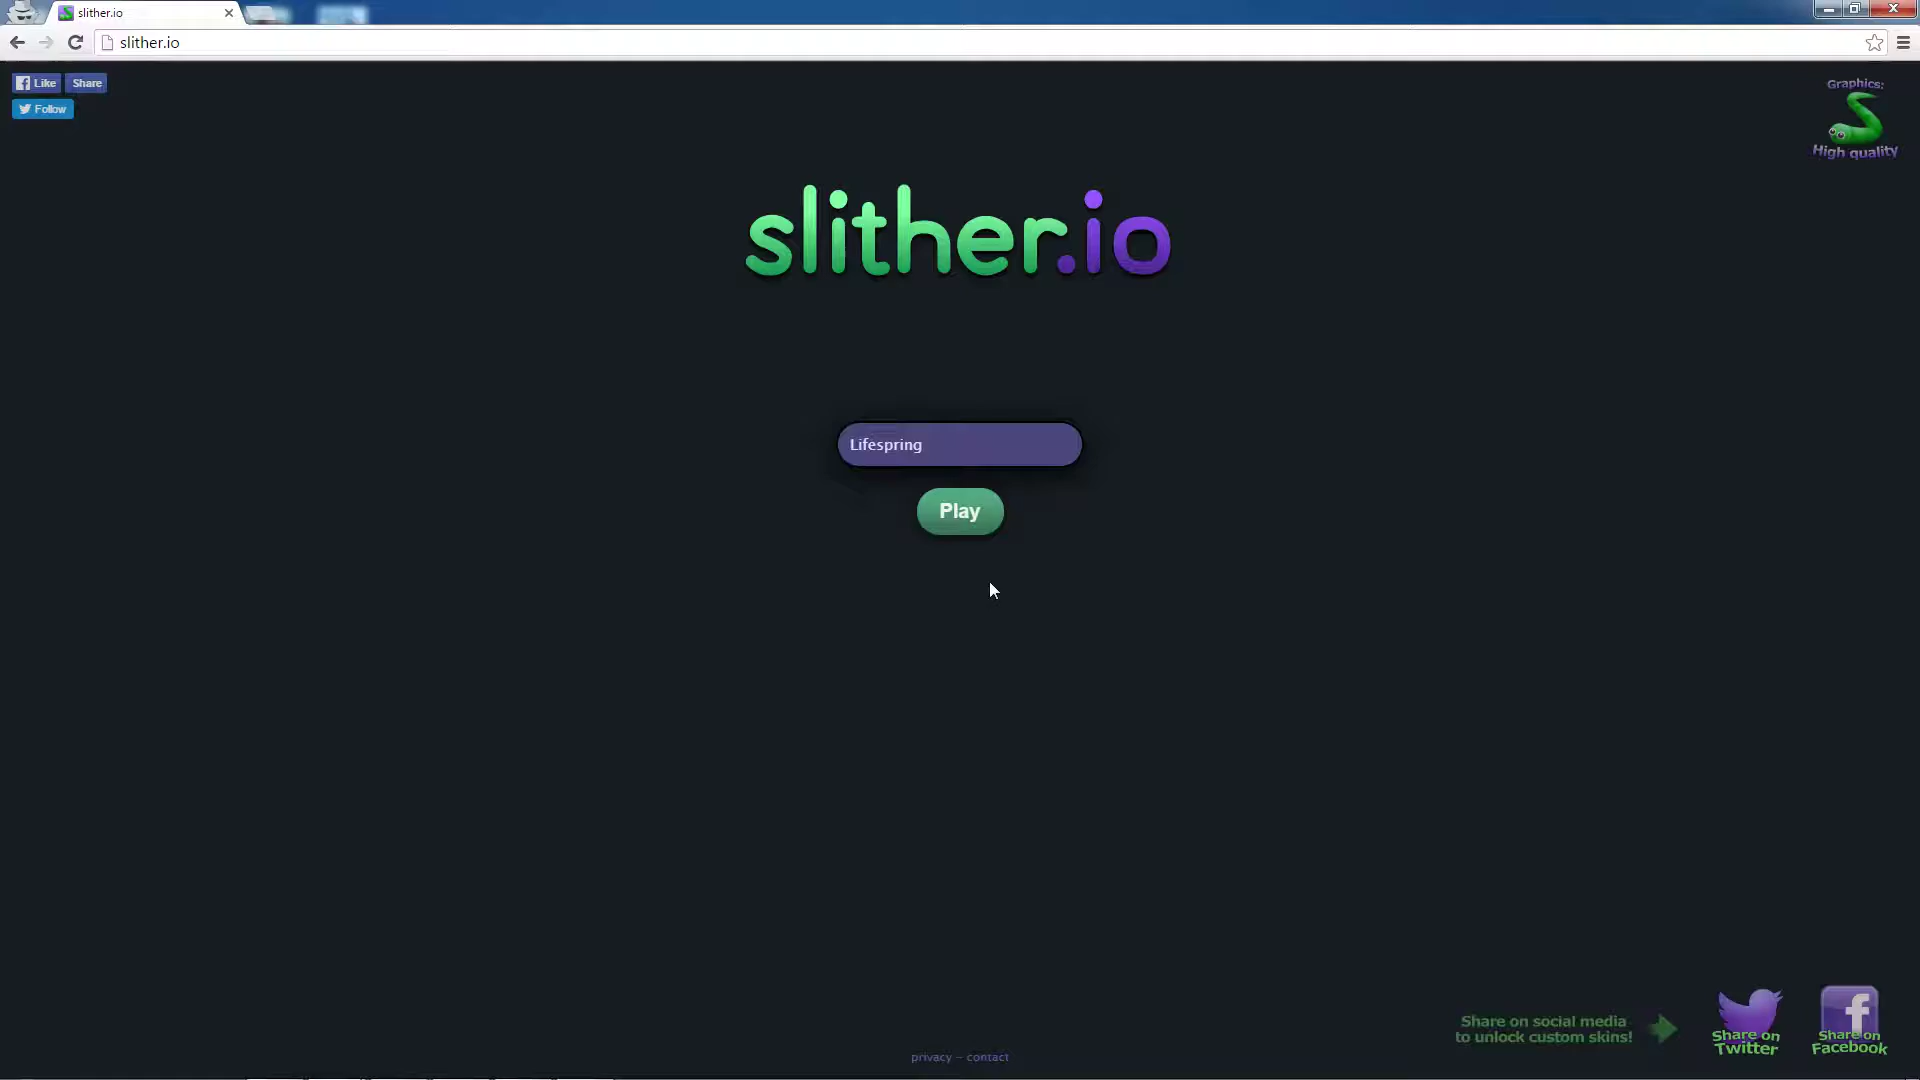 slither.io
slither.io
Like Share
Follow
Graphics:
High quality
slither.io
Lifespring
Play
Share on social media
to unlock custom skins!
Share on
Twitter
Share on
Facebook
privacy – contact